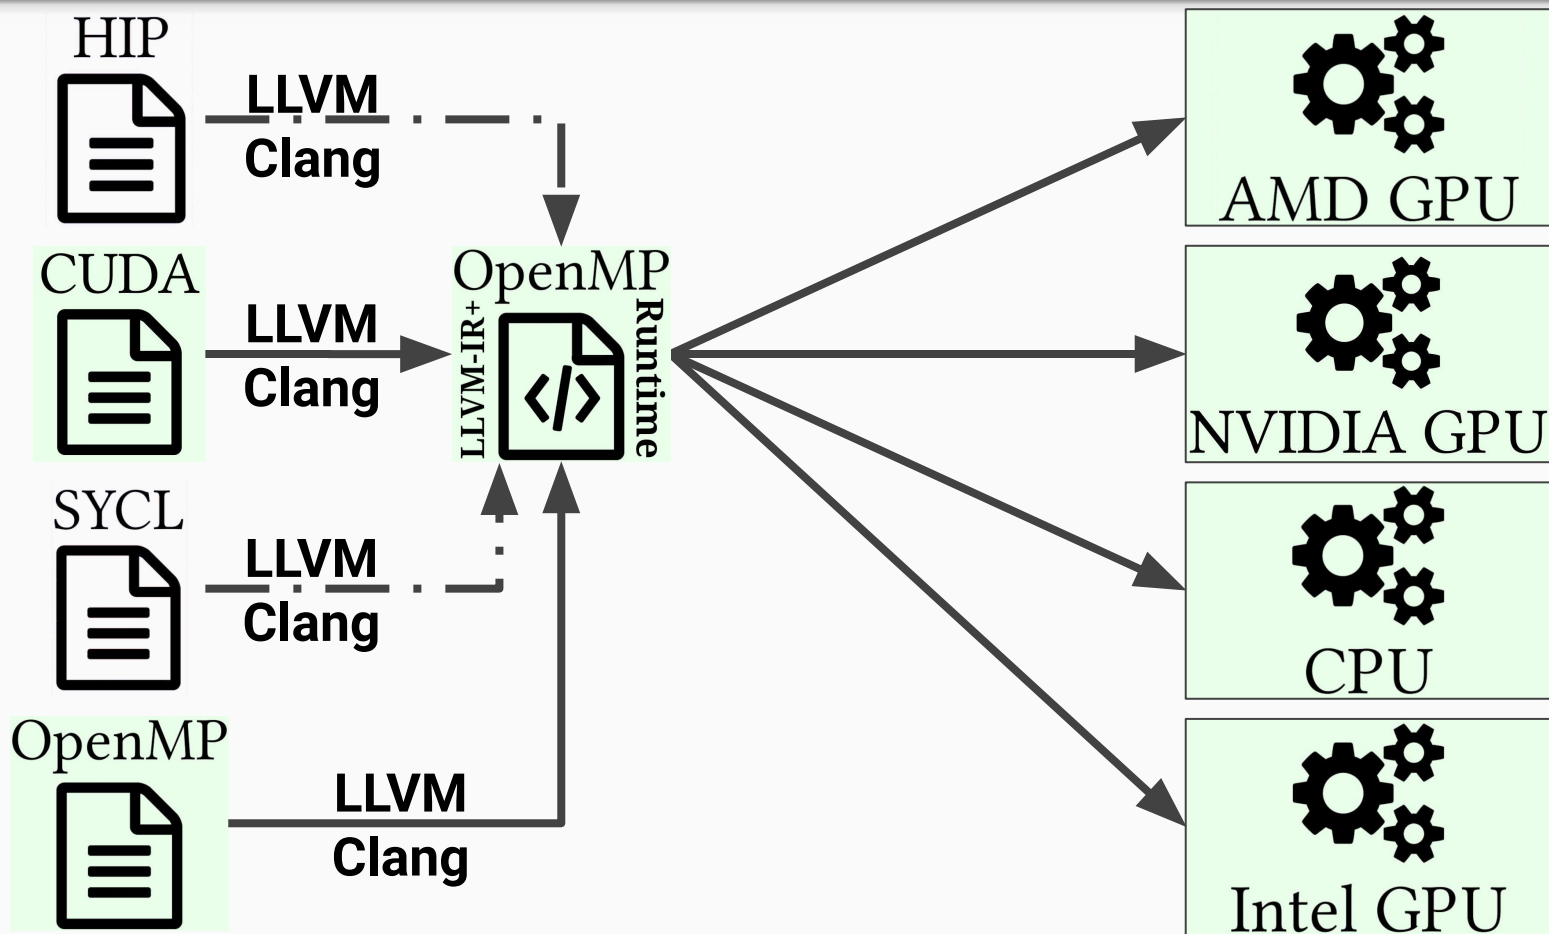 HIP
LLVM
Clang
CUDA
LLVM
Clang
SYCL
LLVM
Clang
OpenMP
LLVM
Clang
OpenMP
LLVM-IR+
Runtime
</>
AMD GPU
NVIDIA GPU
CPU
Intel GPU